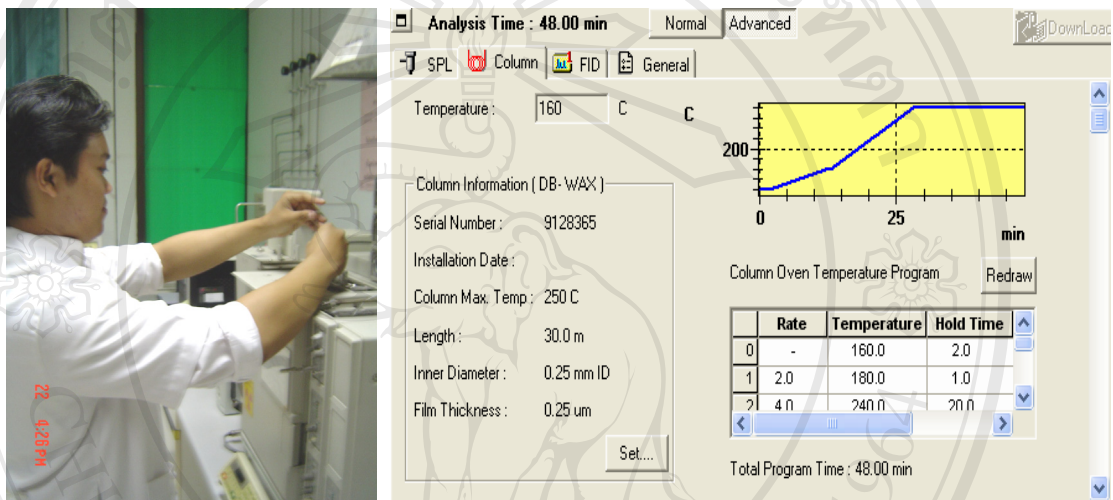 22 4:26 PM
Analysis Time : 48.00 min Normal Advanced DownLoad
SPL Column FID General
Temperature : 160 C
C
200
0 25
min
Column Information ( DB-WAX )
Serial Number : 9128365
Installation Date :
Column Max. Temp : 250 C
Length : 30.0 m
Inner Diameter : 0.25 mm ID
Film Thickness : 0.25 um
Set....
Column Oven Temperature Program Redraw
Rate Temperature Hold Time
0 - 160.0 2.0
1 2.0 180.0 1.0
2 4.0 240.0 20.0
Total Program Time : 48.00 min